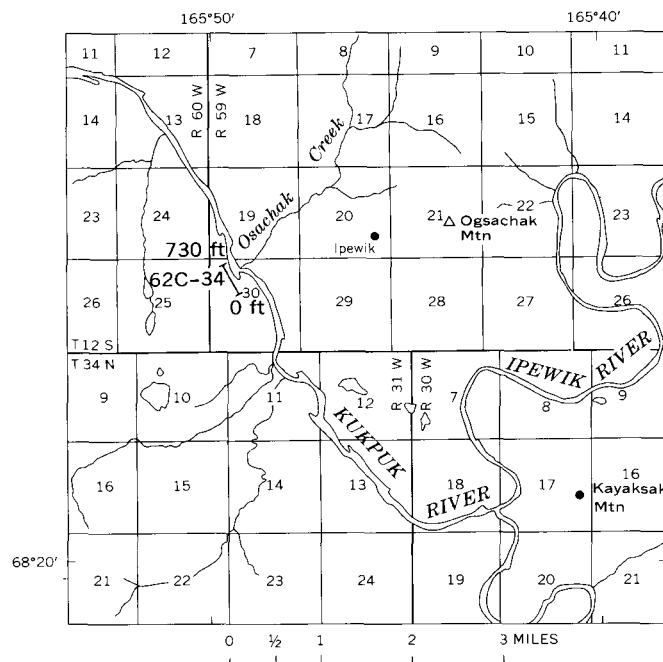 165°50' 165°40'
11 12 7 8 9 10 11
14 13 R 60 W R 59 W 18 17 16 15 14
Osachak Creek
23 24 19 20 21 Ogsachak Mtn 22 23
Ipewik
730 ft
62C-34
0 ft
26 25 30 29 28 27 26
T 12 S
T 34 N
R 31 W R 30 W
IPEWIK RIVER
9 10 11 12 7 8 9
KUKPUK RIVER
16 15 14 13 18 17 16
Kayaksak Mtn
68°20'
21 22 23 24 19 20 21
0 ½ 1 2 3 MILES